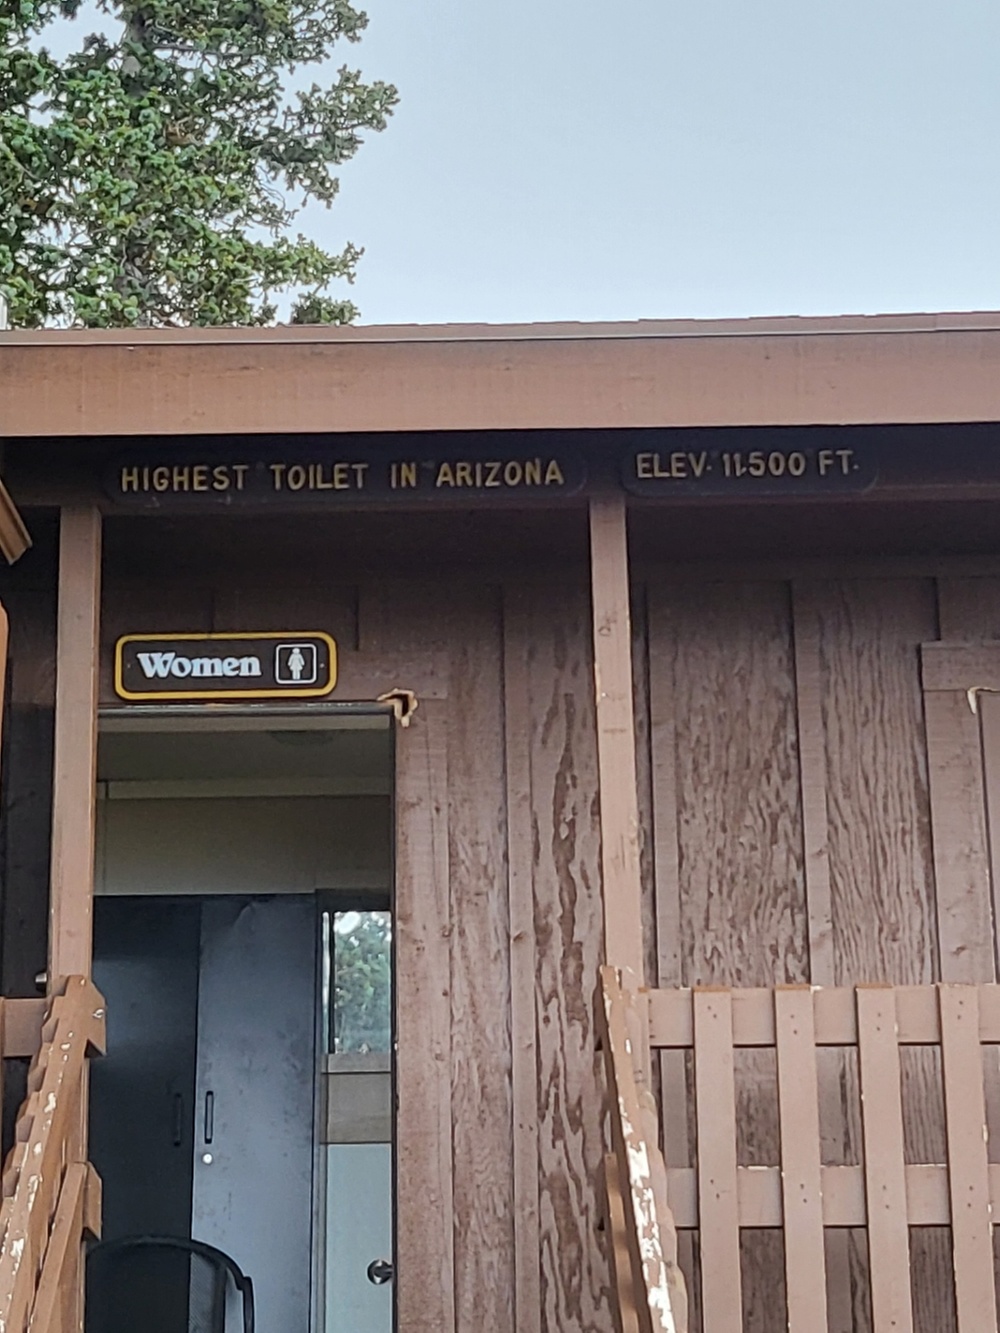 HIGHEST TOILET IN ARIZONA
ELEV. 11,500 FT.
Women